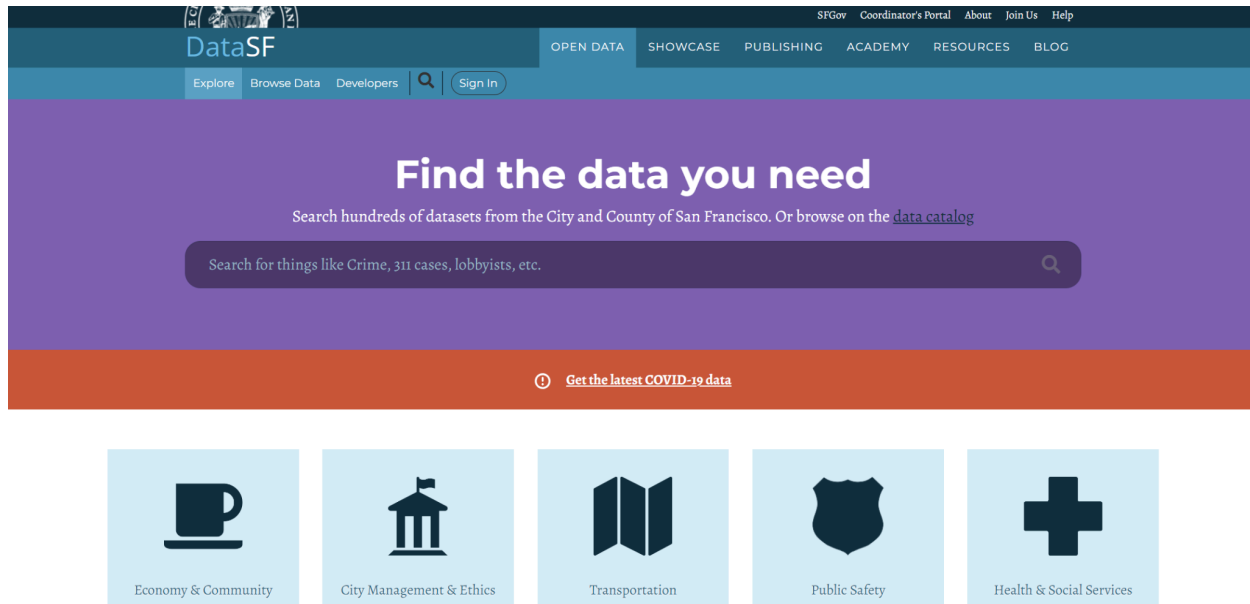 SFGov Coordinator's Portal About Join Us Help
DataSF
OPEN DATA SHOWCASE PUBLISHING ACADEMY RESOURCES BLOG
Explore Browse Data Developers Sign In
Find the data you need
Search hundreds of datasets from the City and County of San Francisco. Or browse on the data catalog
Search for things like Crime, 311 cases, lobbyists, etc.
Get the latest COVID-19 data
Economy & Community
City Management & Ethics
Transportation
Public Safety
Health & Social Services